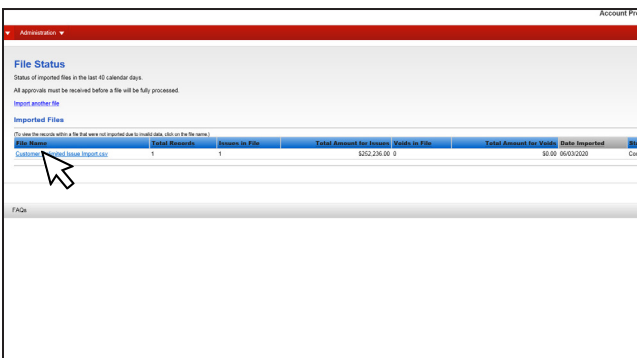 Account Pr
Administration
File Status
Status of imported files in the last 40 calendar days.
All approvals must be received before a file will be fully processed.
Import another file
Imported Files
(To view the records within a file that were not imported due to invalid data, click on the file name.)
File Name Total Records Issues in File Total Amount for Issues Voids in File Total Amount for Voids Date Imported Sta
Customer Issue Import.csv 1 1 $252,236.00 0 $0.00 06/03/2020 Co
FAQs